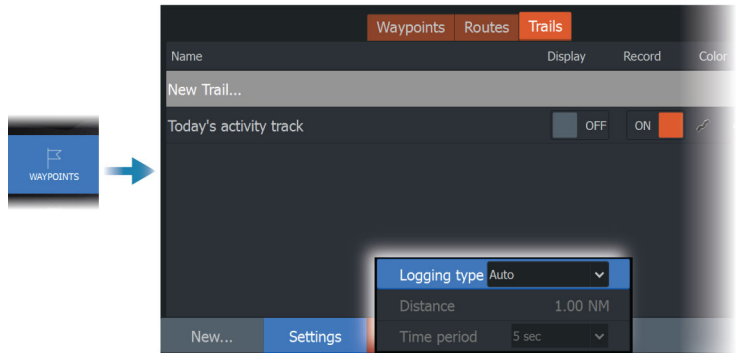 Waypoints Routes Trails
Name Display Record Color
New Trail...
Today's activity track OFF ON
WAYPOINTS
Logging type Auto
Distance 1.00 NM
New... Settings Time period 5 sec